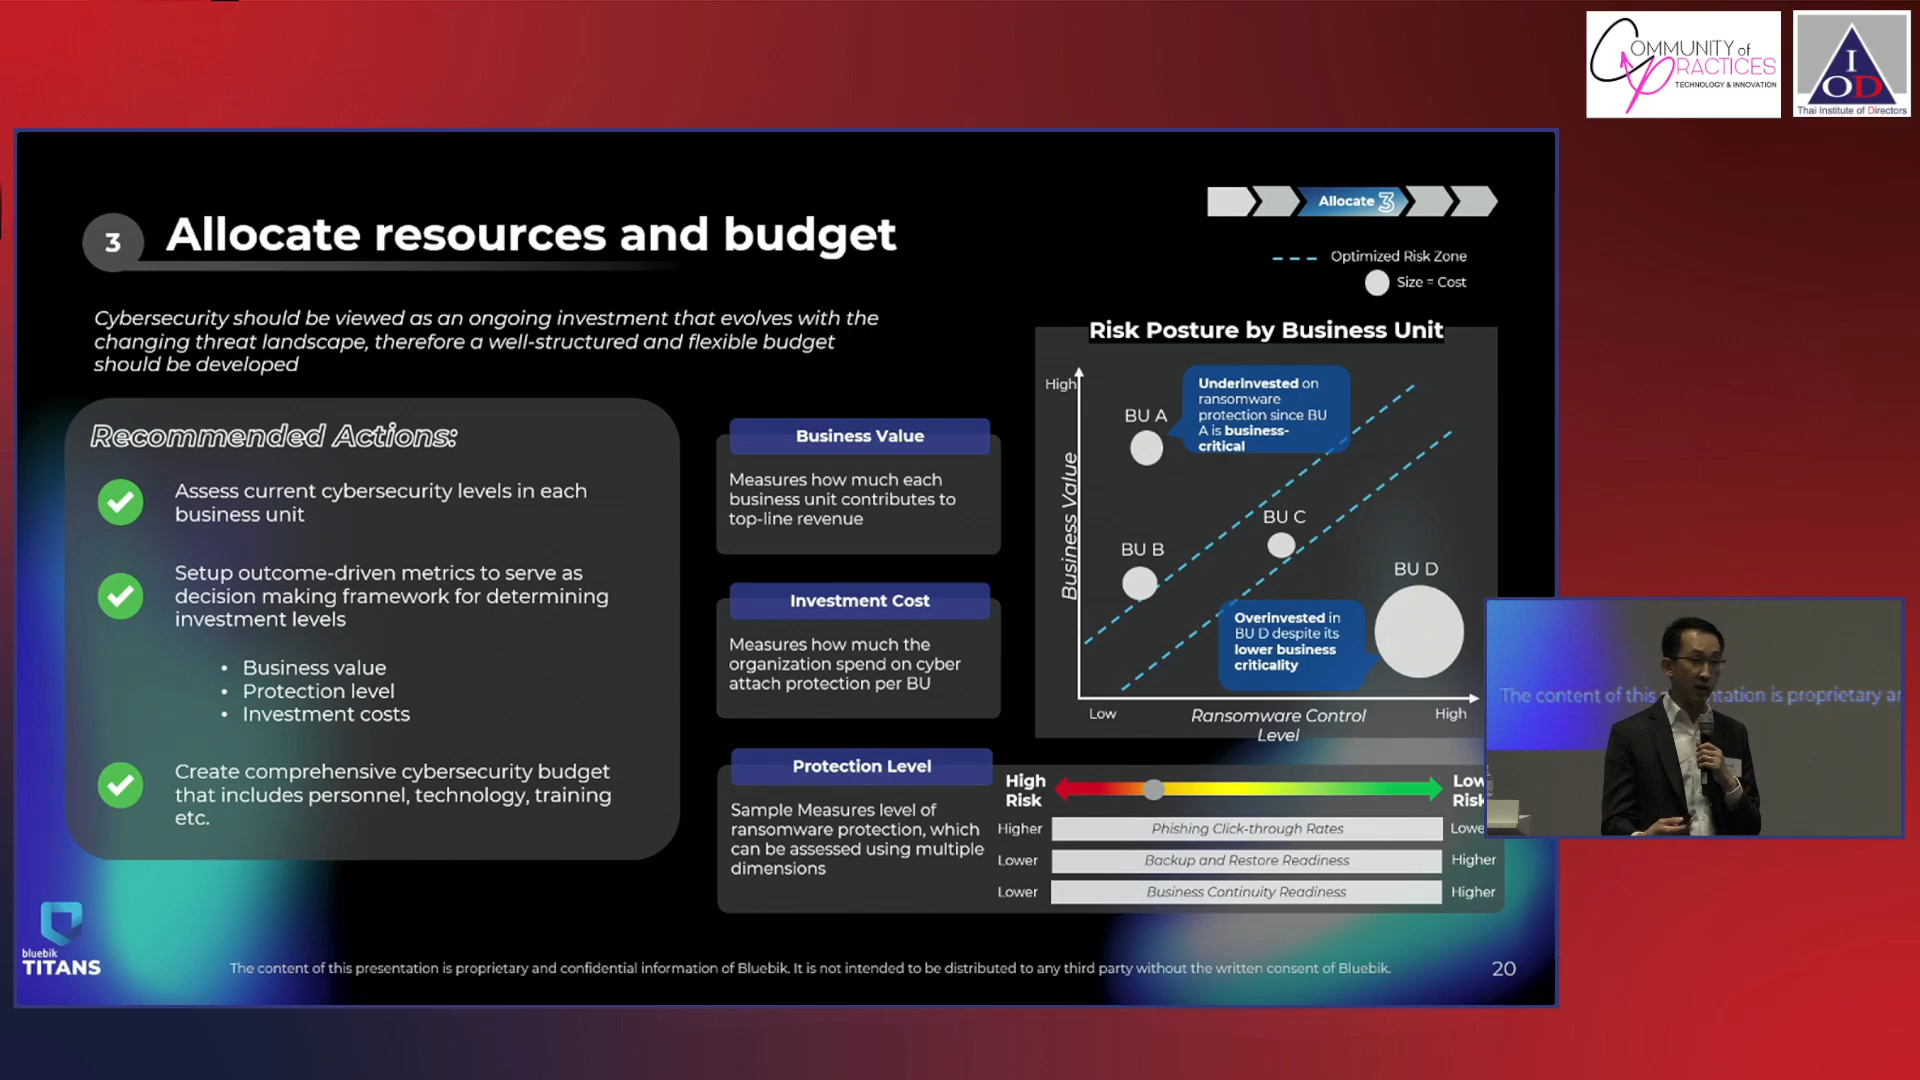 COMMUNITY of
PRACTICES
TECHNOLOGY & INNOVATION
IOD
Thai Institute of Directors
Allocate 3
3
Allocate resources and budget
Optimized Risk Zone
Size = Cost
Cybersecurity should be viewed as an ongoing investment that evolves with the
changing threat landscape, therefore a well-structured and flexible budget
should be developed
Recommended Actions:
Assess current cybersecurity levels in each
business unit
Setup outcome-driven metrics to serve as
decision making framework for determining
investment levels
• Business value
• Protection level
• Investment costs
Create comprehensive cybersecurity budget
that includes personnel, technology, training
etc.
Business Value
Measures how much each
business unit contributes to
top-line revenue
Investment Cost
Measures how much the
organization spend on cyber
attach protection per BU
Protection Level
Sample Measures level of
ransomware protection, which
can be assessed using multiple
dimensions
Risk Posture by Business Unit
High
Business Value
BU A
Underinvested on
ransomware
protection since BU
A is business-
critical
BU B
BU C
BU D
Overinvested in
BU D despite its
lower business
criticality
Low
Ransomware Control
Level
High
High
Risk
Low
Risk
Higher
Phishing Click-through Rates
Lowe
Lower
Backup and Restore Readiness
Higher
Lower
Business Continuity Readiness
Higher
The content of this
ntation is proprietary ar
bluebik
TITANS
The content of this presentation is proprietary and confidential information of Bluebik. It is not intended to be distributed to any third party without the written consent of Bluebik.
20